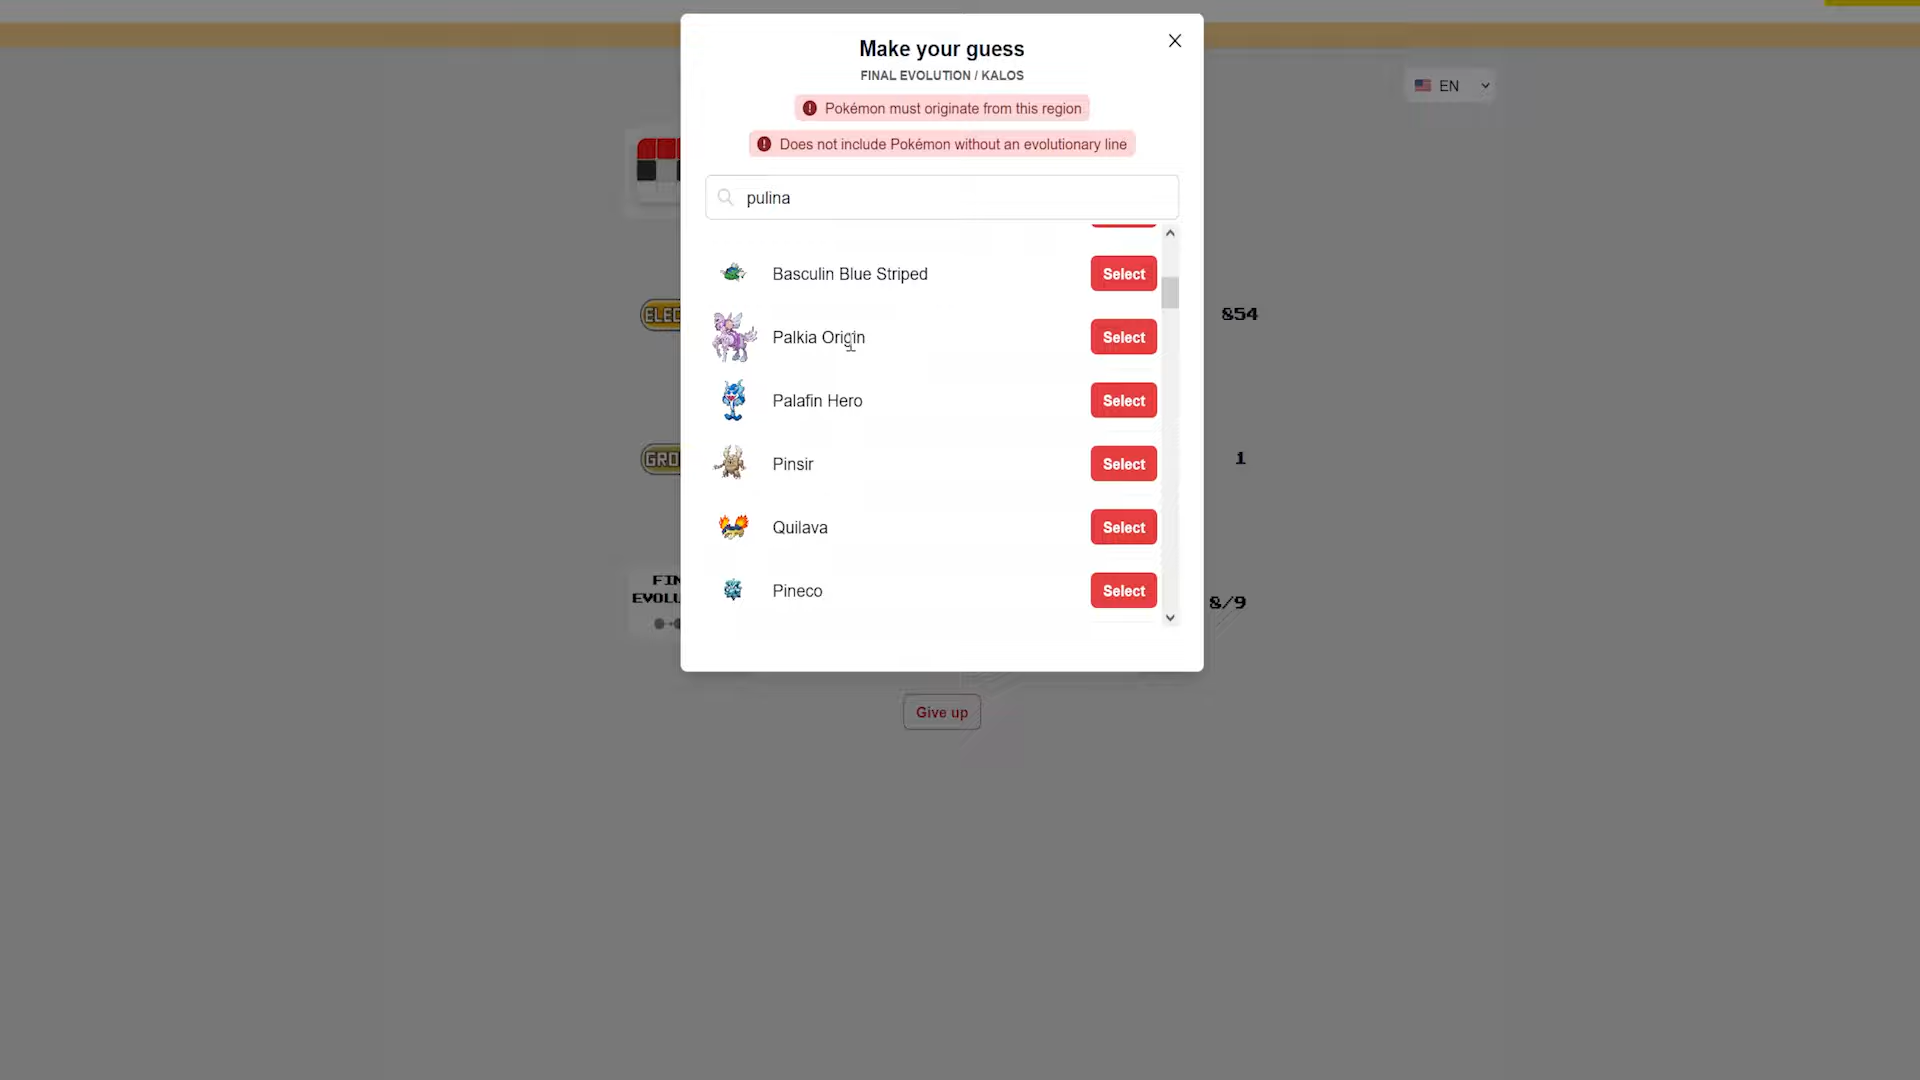 Make your guess
FINAL EVOLUTION / KALOS
Pokémon must originate from this region
EN
Does not include Pokémon without an evolutionary line
pulina
Select
Basculin Blue Striped
Select
Palkia Origin
Select
Palafin Hero
Select
Pinsir
Select
Quilava
Select
Pineco
854
1
8/9
Give up